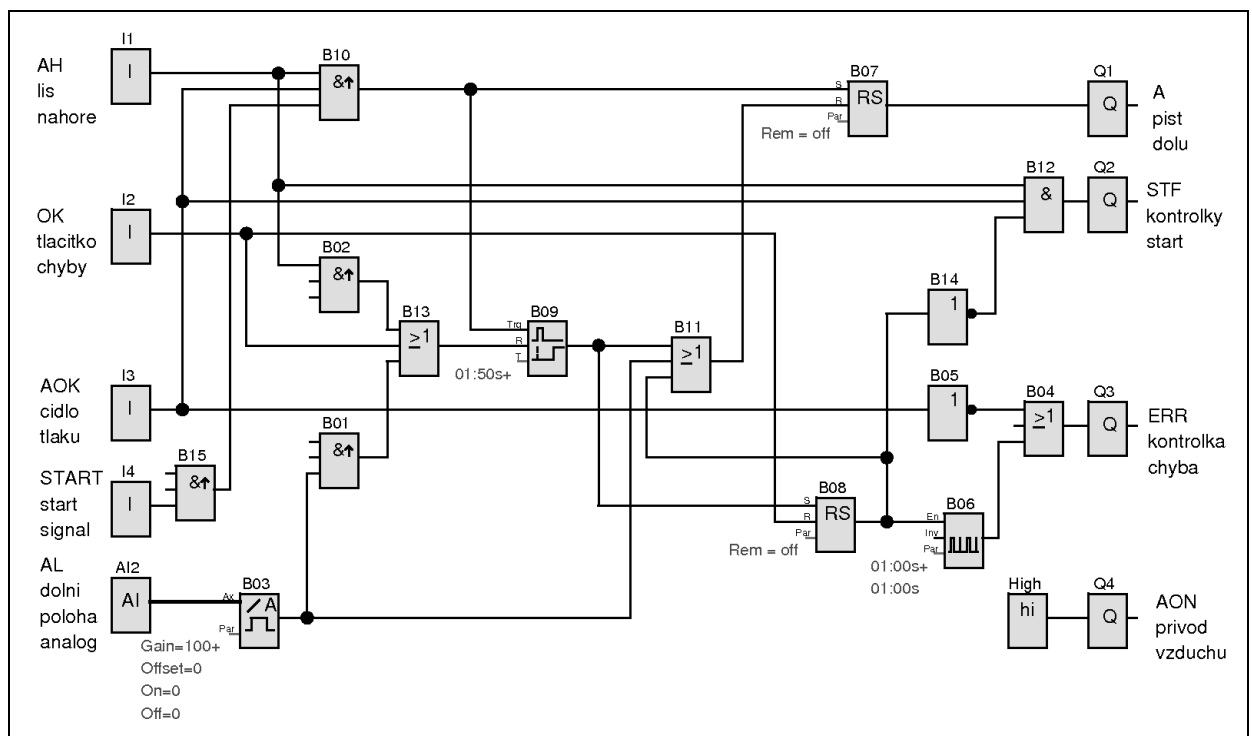 I1
AH
lis
nahore
I
B10
&↑
B07
S
R
Par
RS
Rem = off
Q1
Q
A
pist
dolu
I2
OK
tlacitko
chyby
I
B02
&↑
B13
≥1
B09
Trg
R
T
01:50s+
B11
≥1
B12
&
Q2
Q
STF
kontrolky
start
B14
1
I3
AOK
cidlo
tlaku
I
B01
&↑
B05
1
B04
≥1
Q3
Q
ERR
kontrolka
chyba
I4
START
start
signal
I
B15
&↑
B08
S
R
Par
RS
Rem = off
B06
En
Inv
Par
01:00s+
01:00s
AI2
AL
dolni
poloha
analog
AI
B03
Ax
Par
A
Gain=100+
Offset=0
On=0
Off=0
High
hi
Q4
Q
AON
privod
vzduchu